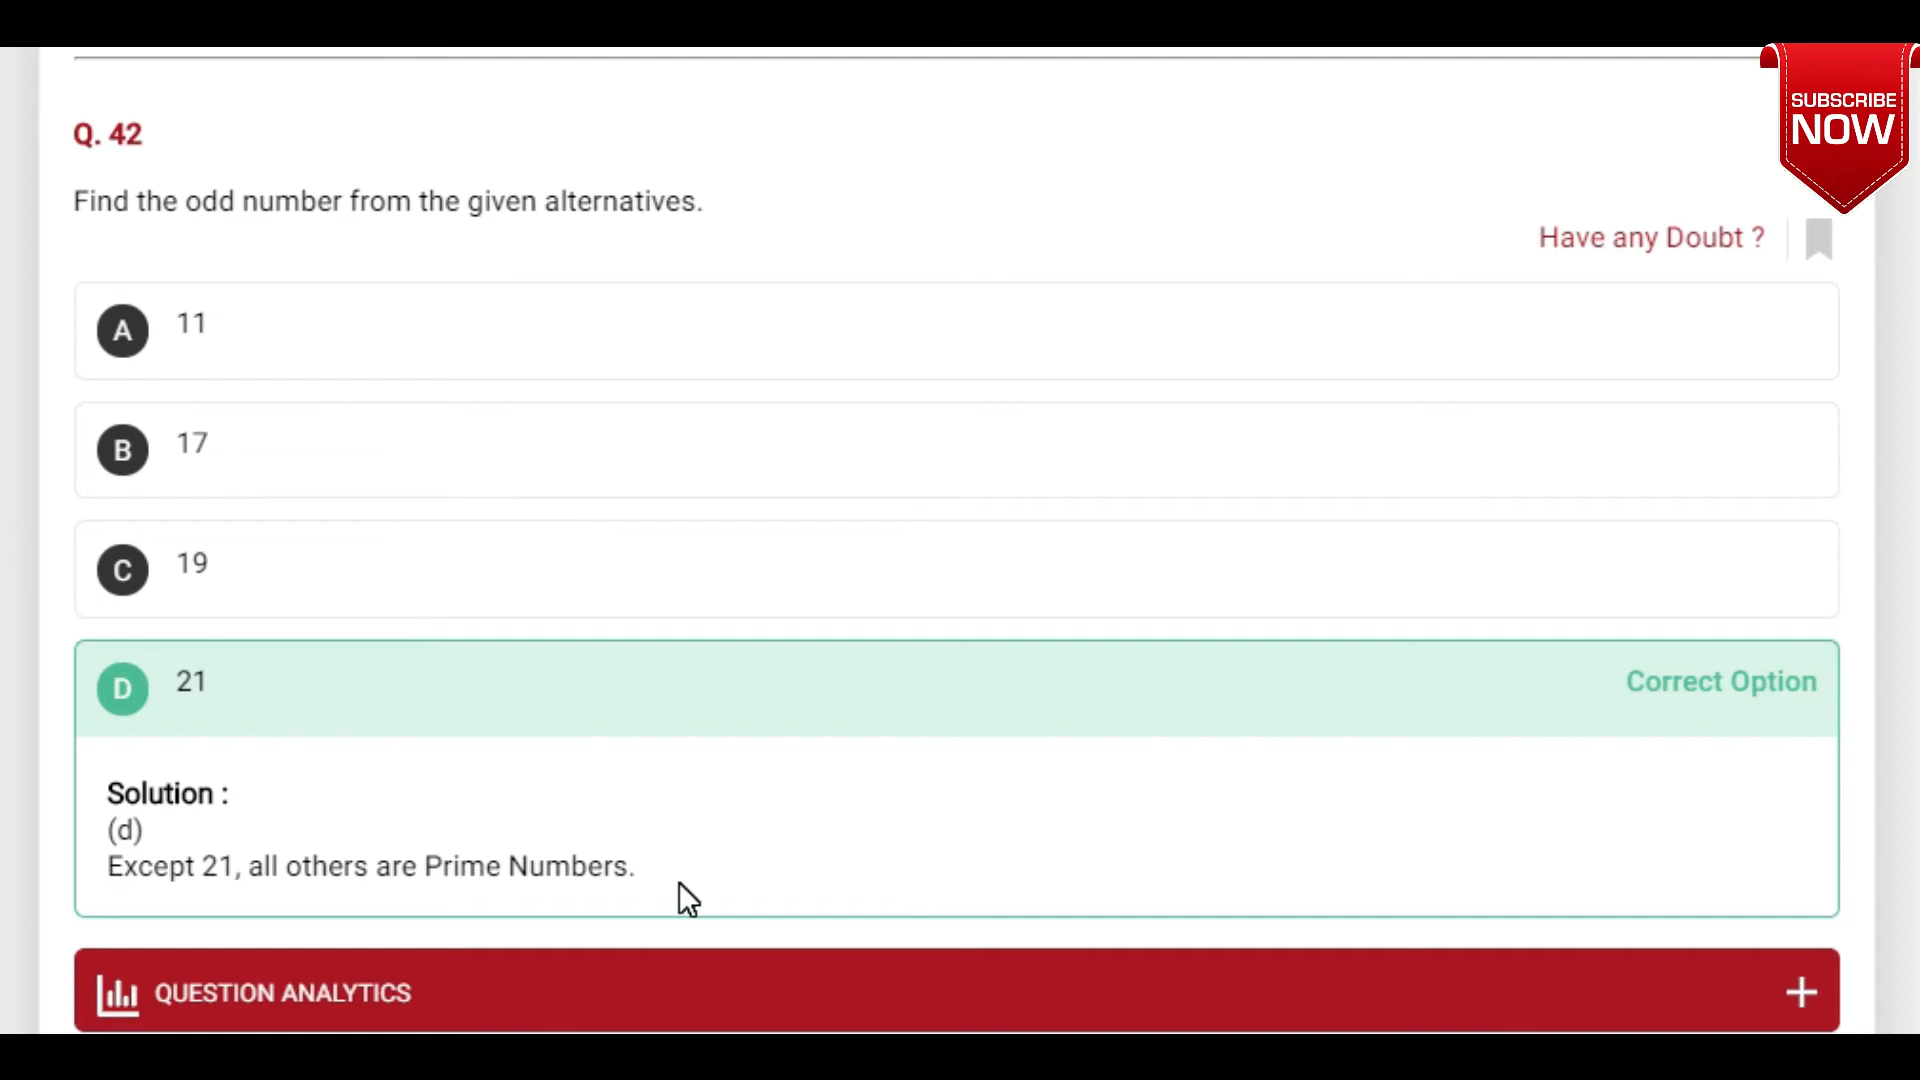 SUBSCRIBE
NOW
Q. 42
Find the odd number from the given alternatives.
Have any Doubt ?
A 11
B 17
C 19
D 21 Correct Option
Solution :
(d)
Except 21, all others are Prime Numbers.
QUESTION ANALYTICS +